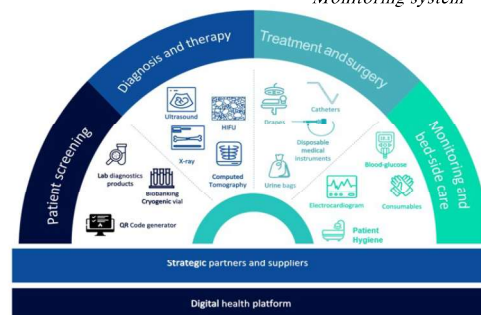 Monitoring system
Patient screening
Diagnosis and therapy
Treatment and surgery
Monitoring and
bed-side care
Ultrasound
HIFU
X-ray
Computed
Tomography
Lab diagnostics
products
Biobanking
Cryogenic vial
QR Code generator
Drapes
Catheters
Disposable
medical
instruments
Urine bags
Blood-glucose
Electrocardiogram
Consumables
Patient
Hygiene
Strategic partners and suppliers
Digital health platform